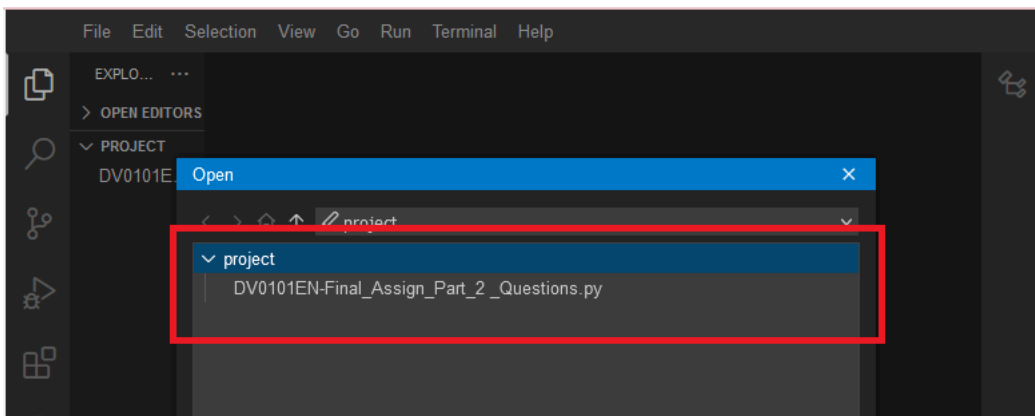 File Edit Selection View Go Run Terminal Help
EXPLO... ···
OPEN EDITORS
PROJECT
DV0101E
Open
project
project
DV0101EN-Final_Assign_Part_2 _Questions.py